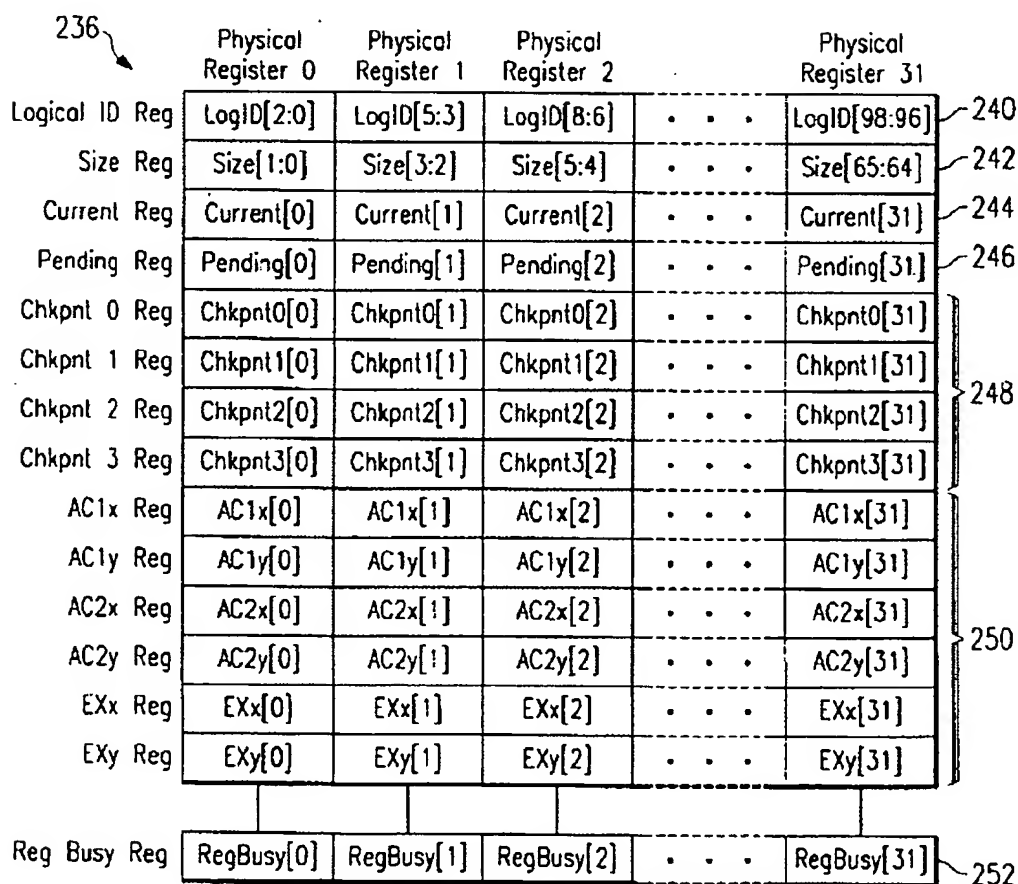 236
Physical Register 0 Physical Register 1 Physical Register 2 Physical Register 31
Logical ID Reg LogID[2:0] LogID[5:3] LogID[8:6] . . . LogID[98:96] 240
Size Reg Size[1:0] Size[3:2] Size[5:4] . . . Size[65:64] 242
Current Reg Current[0] Current[1] Current[2] . . . Current[31] 244
Pending Reg Pending[0] Pending[1] Pending[2] . . . Pending[31] 246
Chkpnt 0 Reg Chkpnt0[0] Chkpnt0[1] Chkpnt0[2] . . . Chkpnt0[31]
Chkpnt 1 Reg Chkpnt1[0] Chkpnt1[1] Chkpnt1[2] . . . Chkpnt1[31]
248
Chkpnt 2 Reg Chkpnt2[0] Chkpnt2[1] Chkpnt2[2] . . . Chkpnt2[31]
Chkpnt 3 Reg Chkpnt3[0] Chkpnt3[1] Chkpnt3[2] . . . Chkpnt3[31]
AC1x Reg AC1x[0] AC1x[1] AC1x[2] . . . AC1x[31]
AC1y Reg AC1y[0] AC1y[1] AC1y[2] . . . AC1y[31]
AC2x Reg AC2x[0] AC2x[1] AC2x[2] . . . AC2x[31]
250
AC2y Reg AC2y[0] AC2y[1] AC2y[2] . . . AC2y[31]
EXx Reg EXx[0] EXx[1] EXx[2] . . . EXx[31]
EXy Reg EXy[0] EXy[1] EXy[2] . . . EXy[31]
Reg Busy Reg RegBusy[0] RegBusy[1] RegBusy[2] . . . RegBusy[31] 252